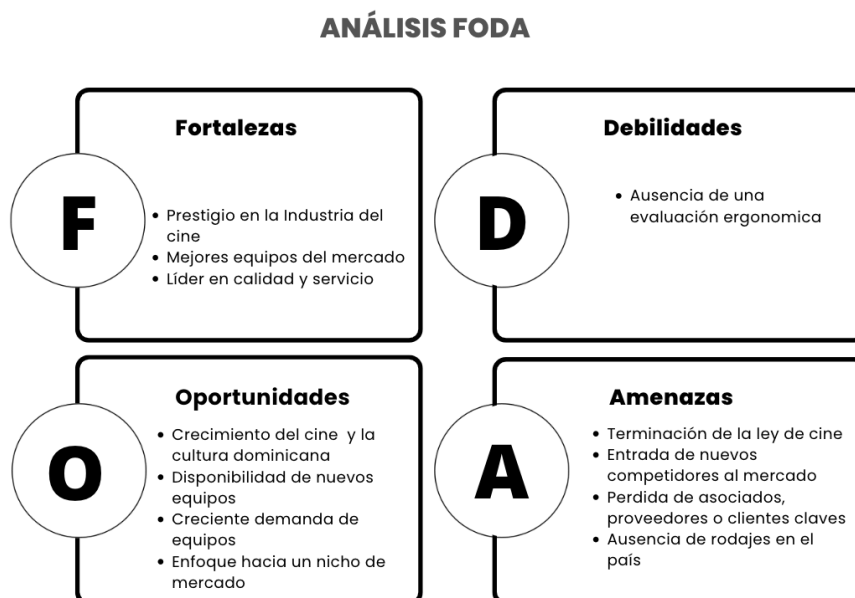 ANÁLISIS FODA
Fortalezas
F
• Prestigio en la Industria del
cine
• Mejores equipos del mercado
• Líder en calidad y servicio
Debilidades
D
• Ausencia de una
evaluación ergonomica
Oportunidades
O
• Crecimiento del cine y la
cultura dominicana
• Disponibilidad de nuevos
equipos
• Creciente demanda de
equipos
• Enfoque hacia un nicho de
mercado
Amenazas
A
• Terminación de la ley de cine
• Entrada de nuevos
competidores al mercado
• Perdida de asociados,
proveedores o clientes claves
• Ausencia de rodajes en el
país